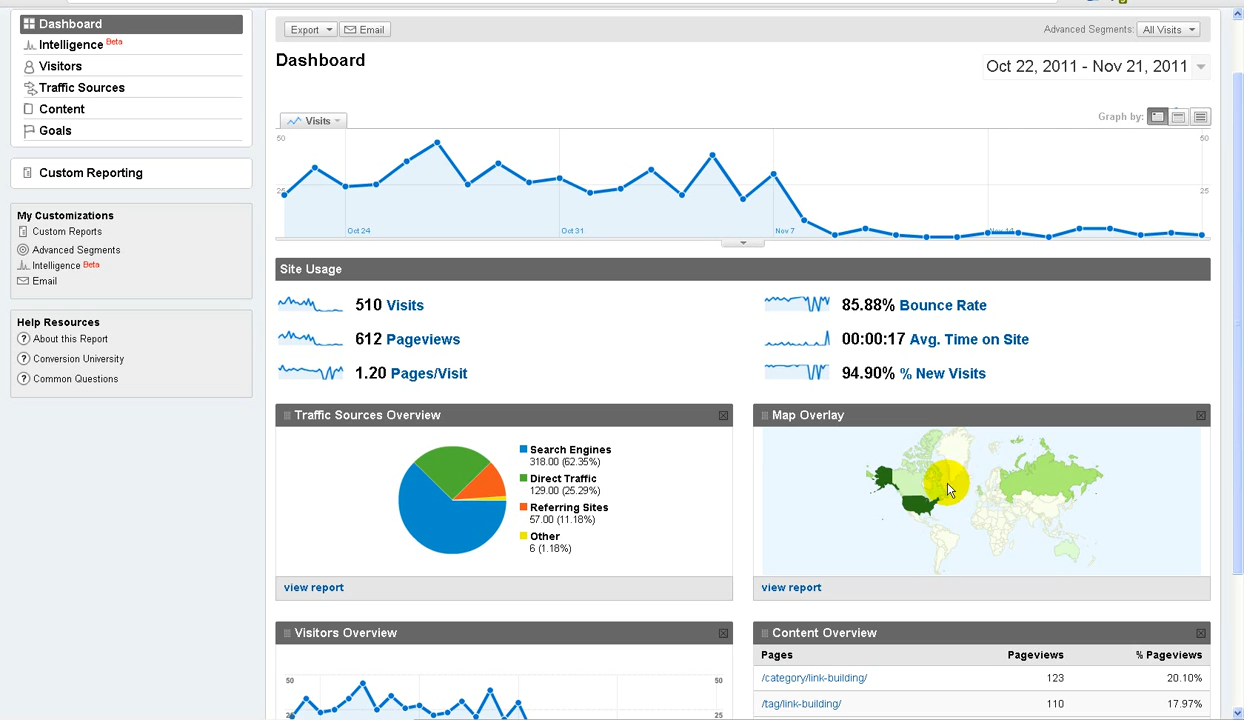 Dashboard
Intelligence Beta
Visitors
Traffic Sources
Content
Goals
Custom Reporting
My Customizations
Custom Reports
Advanced Segments
Intelligence Beta
Email
Help Resources
About this Report
Conversion University
Common Questions
Export
Email
Advanced Segments: All Visits
Dashboard
Oct 22, 2011 - Nov 21, 2011
Visits
Graph by:
50 50
25 25
Oct 24 Oct 31 Nov 7
Site Usage
510 Visits
85.88% Bounce Rate
612 Pageviews
00:00:17 Avg. Time on Site
1.20 Pages/Visit
94.90% % New Visits
Traffic Sources Overview
Search Engines
318.00 (62.35%)
Direct Traffic
129.00 (25.29%)
Referring Sites
57.00 (11.18%)
Other
6 (1.18%)
view report
Map Overlay
view report
Visitors Overview
50 50
25 25
Content Overview
Pages Pageviews % Pageviews
/category/link-building/ 123 20.10%
/tag/link-building/ 110 17.97%